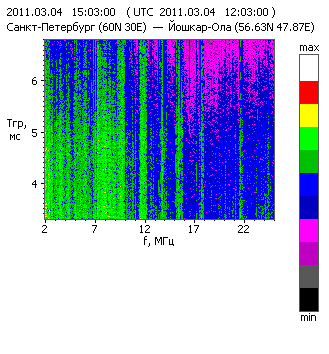 2011.03.04 15:03:00 (UTC 2011.03.04 12:03:00)
Санкт-Петербург (60N 30E) — Йошкар-Ола (56.63N 47.87E)
max
6
Тгр,
мс
5
4
2 7 12 17 22
f, МГц
min